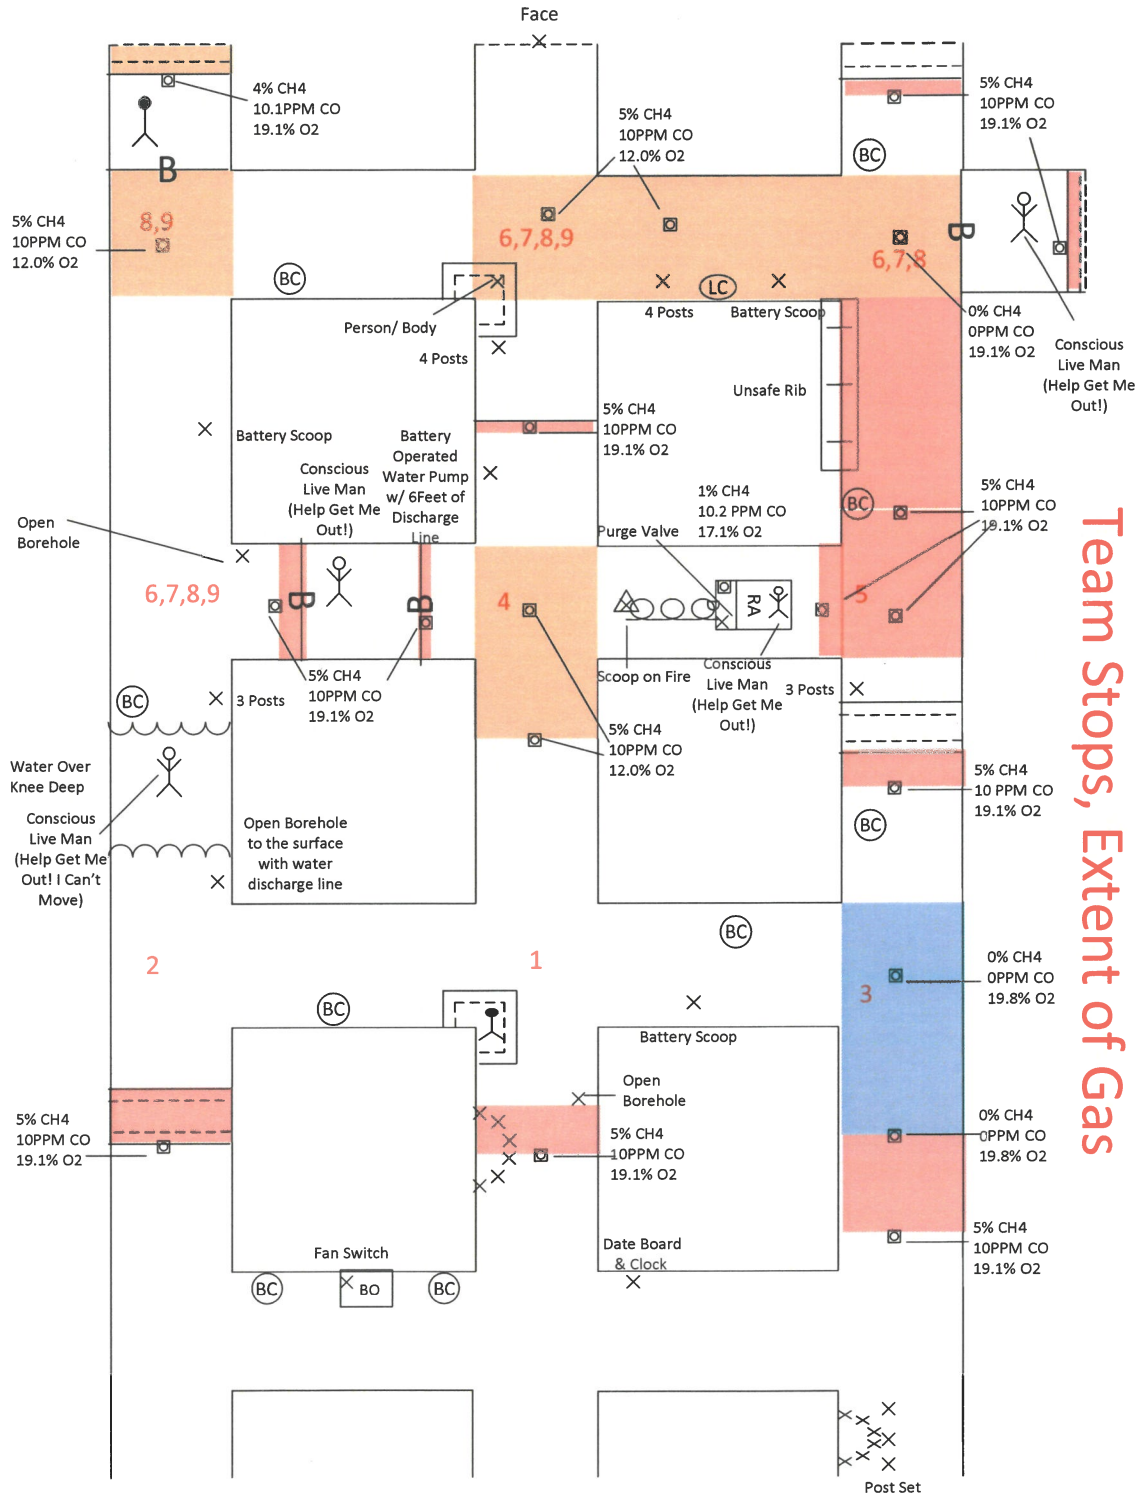 Face
4% CH4
10.1PPM CO
19.1% O2
5% CH4
10PPM CO
12.0% O2
5% CH4
10PPM CO
19.1% O2
BC
B
5% CH4
10PPM CO
12.0% O2
8,9
6,7,8,9
6,7,8
B
BC
LC
4 Posts
Battery Scoop
Person/ Body
4 Posts
0% CH4
0PPM CO
19.1% O2
Conscious
Live Man
(Help Get Me
Out!)
Unsafe Rib
Battery Scoop
Conscious
Live Man
(Help Get Me
Out!)
Battery
Operated
Water Pump
w/ 6Feet of
Discharge
Line
5% CH4
10PPM CO
19.1% O2
1% CH4
10.2 PPM CO
17.1% O2
Purge Valve
BC
5% CH4
10PPM CO
19.1% O2
Open
Borehole
6,7,8,9
B
B
4
RA
5
Scoop on Fire
Conscious
Live Man
(Help Get Me
Out!)
3 Posts
BC
3 Posts
5% CH4
10PPM CO
19.1% O2
5% CH4
10PPM CO
12.0% O2
Water Over
Knee Deep
Conscious
Live Man
(Help Get Me
Out! I Can't
Move)
Open Borehole
to the surface
with water
discharge line
5% CH4
10 PPM CO
19.1% O2
BC
Team Stops, Extent of Gas
2
1
BC
3
0% CH4
0PPM CO
19.8% O2
BC
Battery Scoop
Open
Borehole
5% CH4
10PPM CO
19.1% O2
5% CH4
10PPM CO
19.1% O2
0% CH4
0PPM CO
19.8% O2
5% CH4
10PPM CO
19.1% O2
Fan Switch
BC
BO
BC
Date Board
& Clock
Post Set